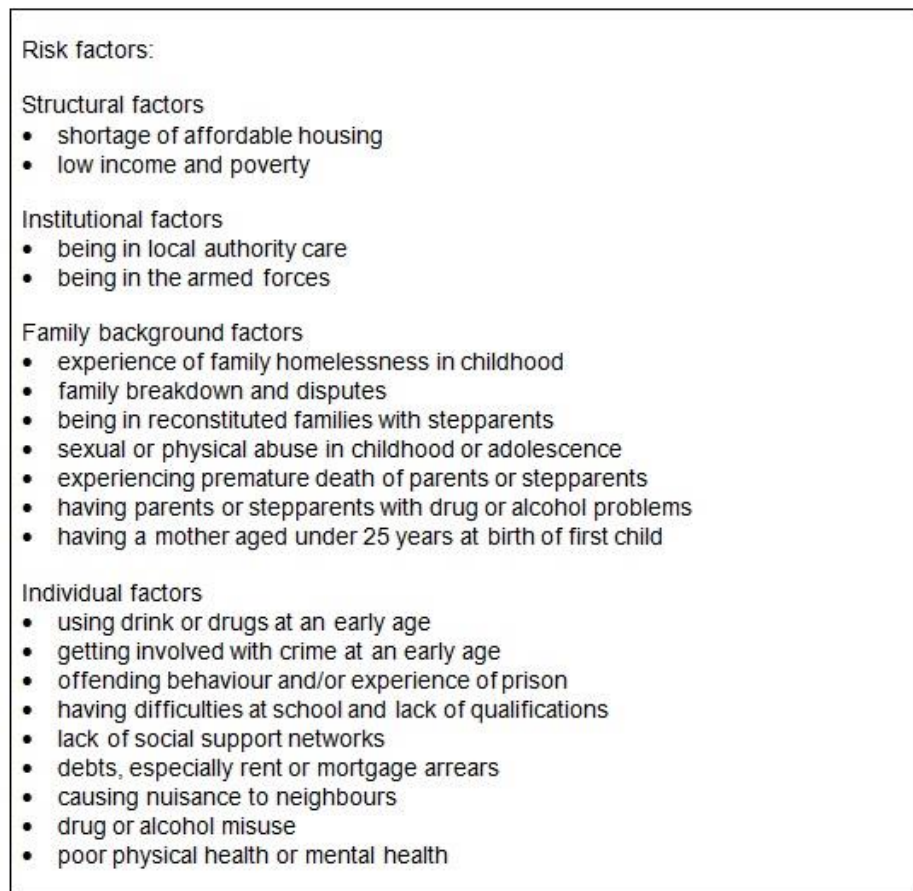 Risk factors:
Structural factors
• shortage of affordable housing
• low income and poverty
Institutional factors
• being in local authority care
• being in the armed forces
Family background factors
• experience of family homelessness in childhood
• family breakdown and disputes
• being in reconstituted families with stepparents
• sexual or physical abuse in childhood or adolescence
• experiencing premature death of parents or stepparents
• having parents or stepparents with drug or alcohol problems
• having a mother aged under 25 years at birth of first child
Individual factors
• using drink or drugs at an early age
• getting involved with crime at an early age
• offending behaviour and/or experience of prison
• having difficulties at school and lack of qualifications
• lack of social support networks
• debts, especially rent or mortgage arrears
• causing nuisance to neighbours
• drug or alcohol misuse
• poor physical health or mental health